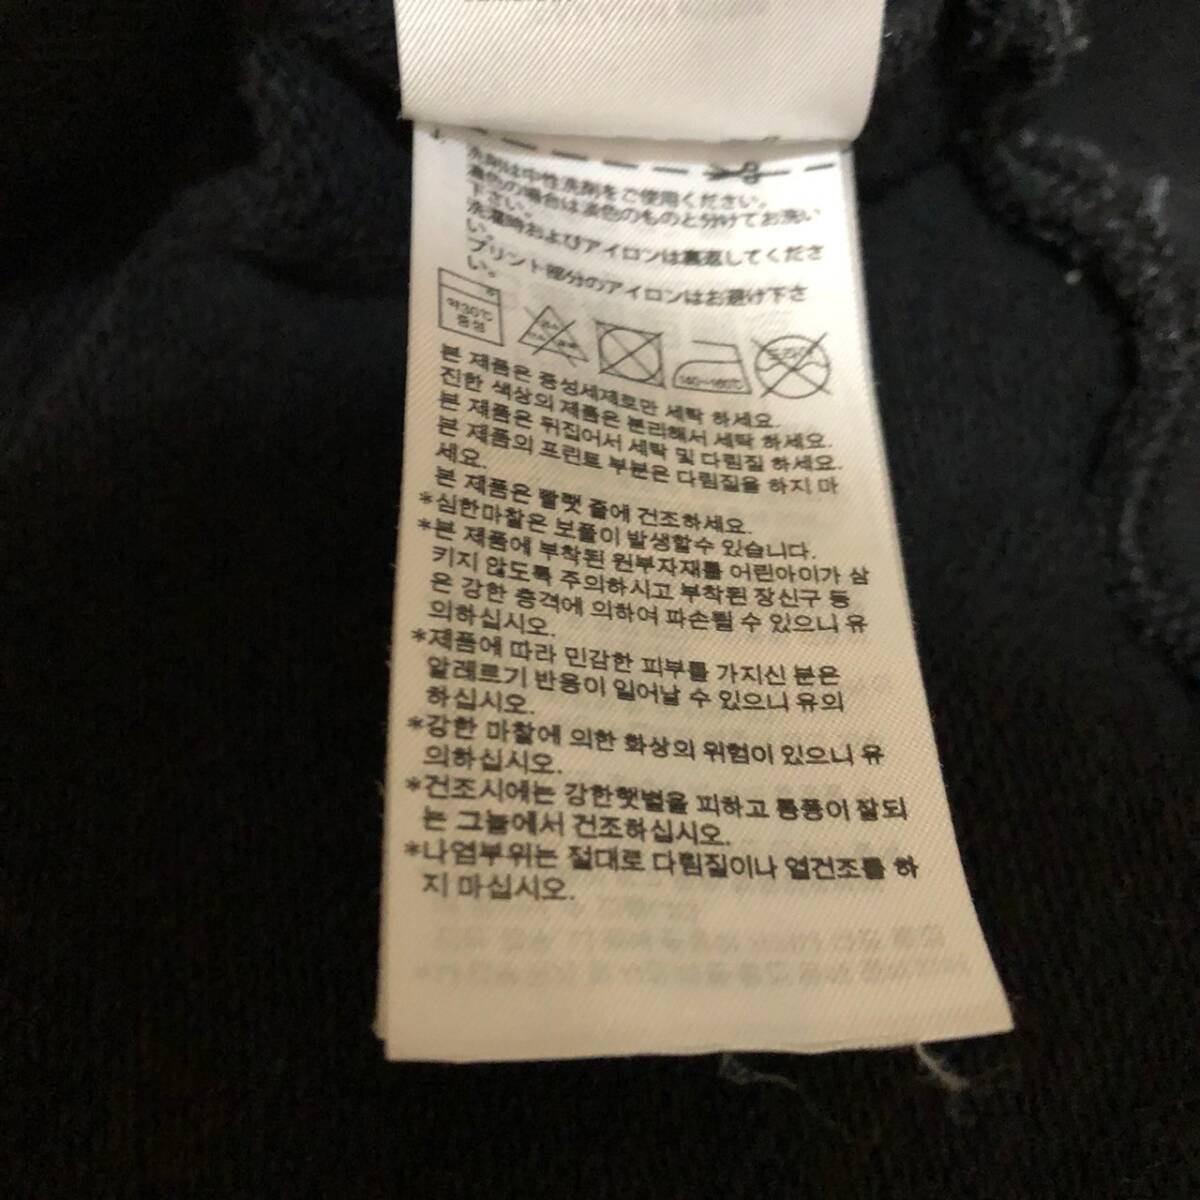 洗剤は中性洗剤をご使用ください。
濃色の場合は淡色のものと分けてお洗い
下さい。
洗濯時およびアイロンは裏返してくださ
い。
プリント部分のアイロンはお避け下さ
い。
약30℃
중성
140~160℃
드라이
본 제품은 중성세제로만 세탁 하세요.
진한 색상의 제품은 분리해서 세탁 하세요.
본 제품은 뒤집어서 세탁 및 다림질 하세요.
본 제품의 프린트 부분은 다림질을 하지 마
세요.
본 제품은 빨랫 줄에 건조하세요.
*심한마찰은 보풀이 발생할수 있습니다.
*본 제품에 부착된 원부자재를 어린아이가 삼
키지 않도록 주의하시고 부착된 장신구 등
은 강한 충격에 의하여 파손될 수 있으니 유
의하십시오.
*제품에 따라 민감한 피부를 가지신 분은
알레르기 반응이 일어날 수 있으니 유의
하십시오.
*강한 마찰에 의한 화상의 위험이 있으니 유
의하십시오.
*건조시에는 강한햇볕을 피하고 통풍이 잘되
는 그늘에서 건조하십시오.
*나염부위는 절대로 다림질이나 열건조를 하
지 마십시오.